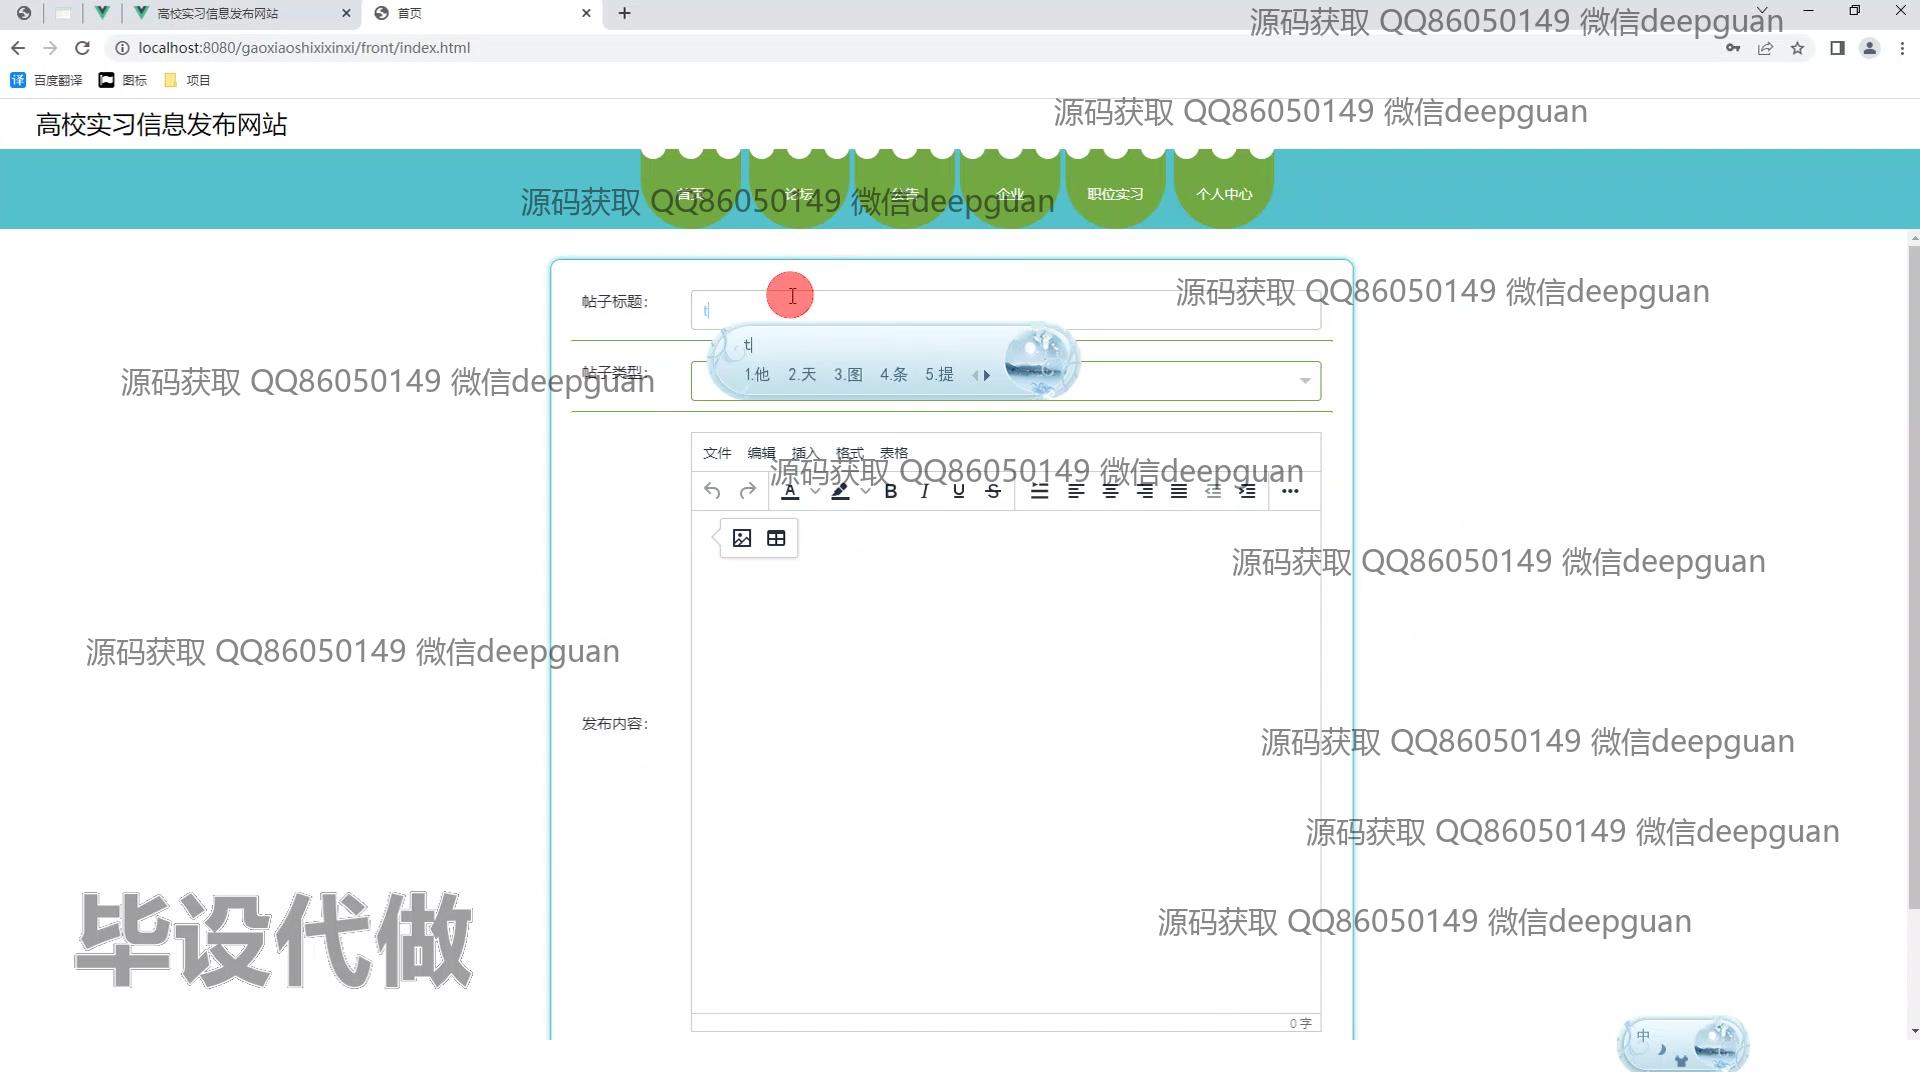 高校实习信息发布网站
首页
源码获取 QQ86050149 微信deepguan
localhost:8080/gaoxiaoshixixinxi/front/index.html
译 百度翻译 图标 项目
高校实习信息发布网站
源码获取 QQ86050149 微信deepguan
首页 论坛 公告 企业 职位实习 个人中心
源码获取 QQ86050149 微信deepguan
帖子标题：
t
源码获取 QQ86050149 微信deepguan
t
1.他 2.天 3.图 4.条 5.提
帖子类型：
源码获取 QQ86050149 微信deepguan
文件 编辑 插入 格式 表格
源码获取 QQ86050149 微信deepguan
源码获取 QQ86050149 微信deepguan
源码获取 QQ86050149 微信deepguan
发布内容：
源码获取 QQ86050149 微信deepguan
源码获取 QQ86050149 微信deepguan
源码获取 QQ86050149 微信deepguan
毕设代做
0 字
中